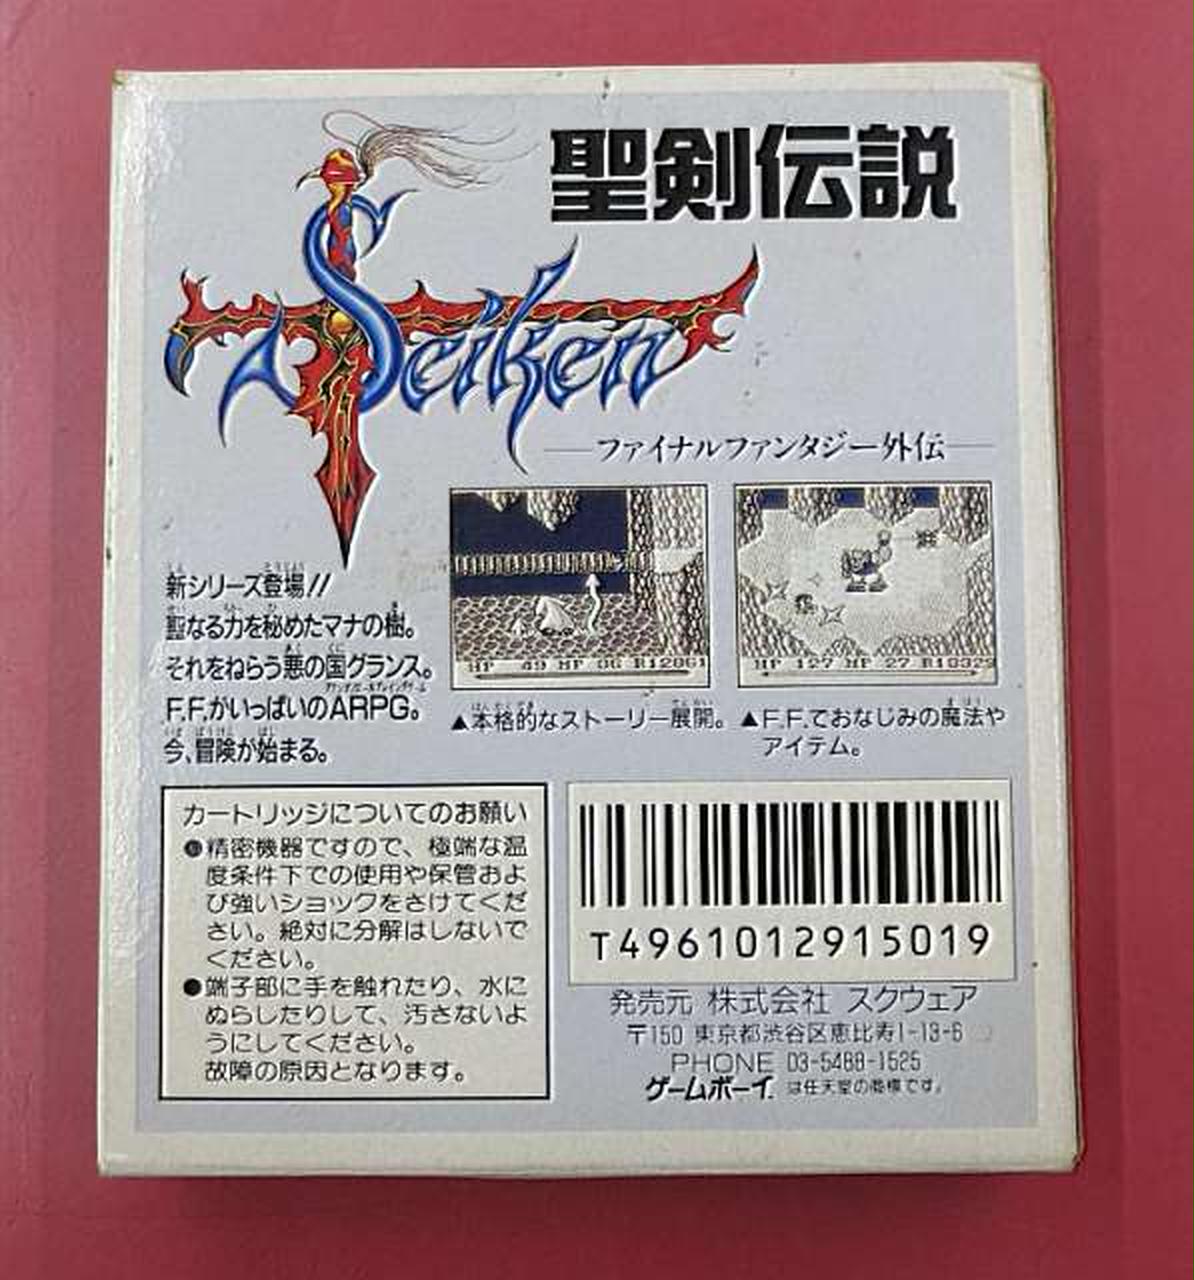 聖剣伝説
Seiken
ファイナルファンタジー外伝
新シリーズ登場!!
聖なる力を秘めたマナの樹。
それをねらう悪の国グランス。
F.F.がいっぱいのARPG。
今、冒険が始まる。
HP 49 MP 06
HP 127 MP 27
▲本格的なストーリー展開。
▲F.F.でおなじみの魔法や
アイテム。
カートリッジについてのお願い
●精密機器ですので、極端な温
度条件下での使用や保管およ
び強いショックをさけてくだ
さい。絶対に分解はしないで
ください。
●端子部に手を触れたり、水に
ぬらしたりして、汚さないよ
うにしてください。
故障の原因となります。
T4961012915019
発売元 株式会社 スクウェア
〒150 東京都渋谷区恵比寿1-13-6
PHONE 03-5488-1525
ゲームボーイ は任天堂の商標です。